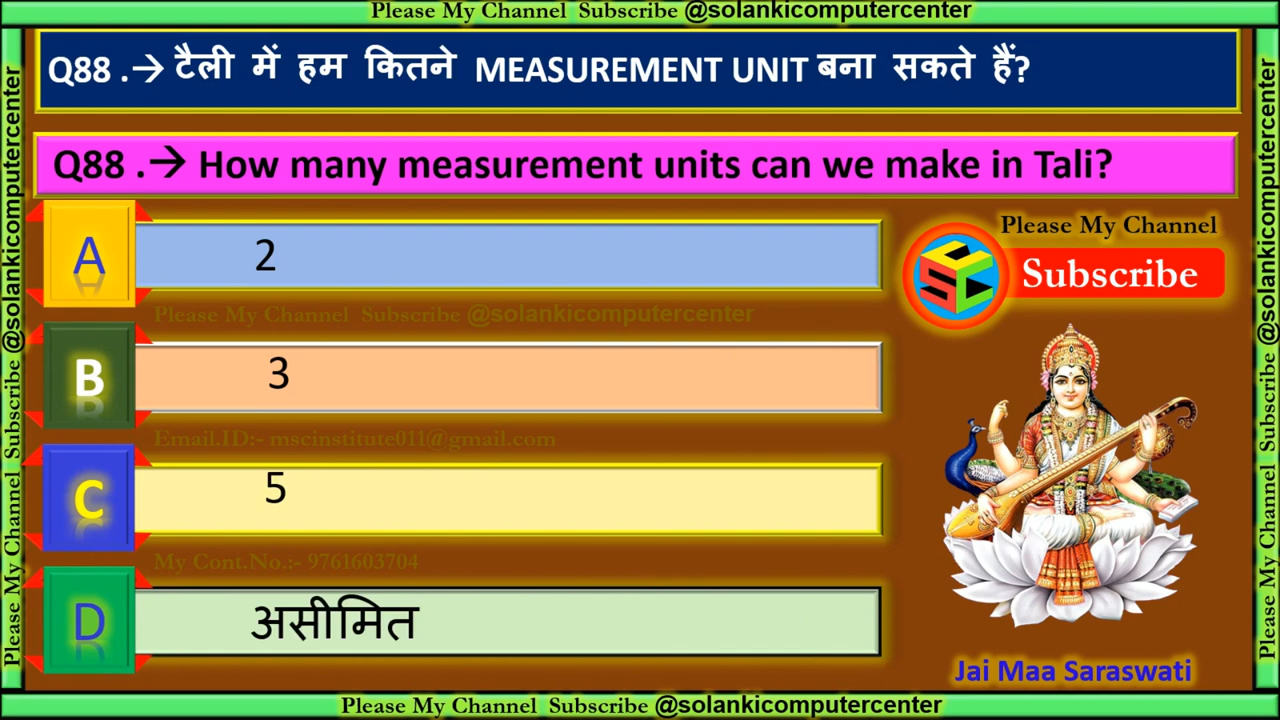 Please My Channel Subscribe @solankicomputercenter
Q88 .→ टैली में हम कितने MEASUREMENT UNIT बना सकते हैं?
Q88 .→ How many measurement units can we make in Tali?
A 2
Please My Channel Subscribe @solankicomputercenter
B 3
Email.ID:- mscinstitute011@gmail.com
C 5
My Cont.No.:- 9761603704
D असीमित
Please My Channel
Subscribe
CSC
Jai Maa Saraswati
Please My Channel Subscribe @solankicomputercenter
Please My Channel Subscribe @solankicomputercenter
Please My Channel Subscribe @solankicomputercenter